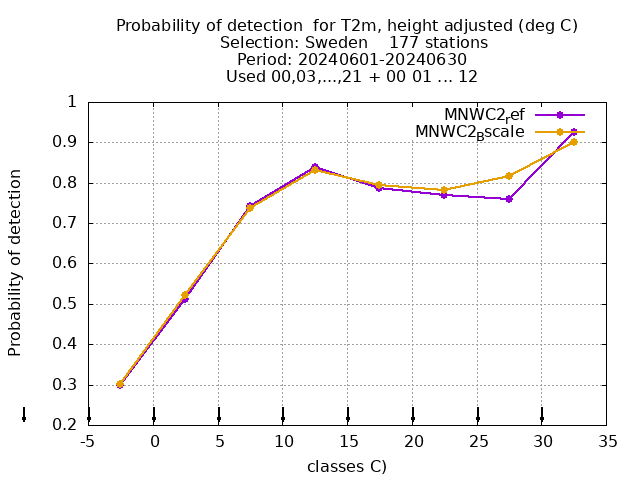 Probability of detection  for T2m, height adjusted (deg C)
Selection: Sweden    177 stations
Period: 20240601-20240630
Used 00,03,...,21 + 00 01 ... 12
MNWC2ref
MNWC2Bscale
1
0.9
0.8
0.7
0.6
0.5
0.4
0.3
0.2
Probability of detection
-5 0 5 10 15 20 25 30 35
classes C)